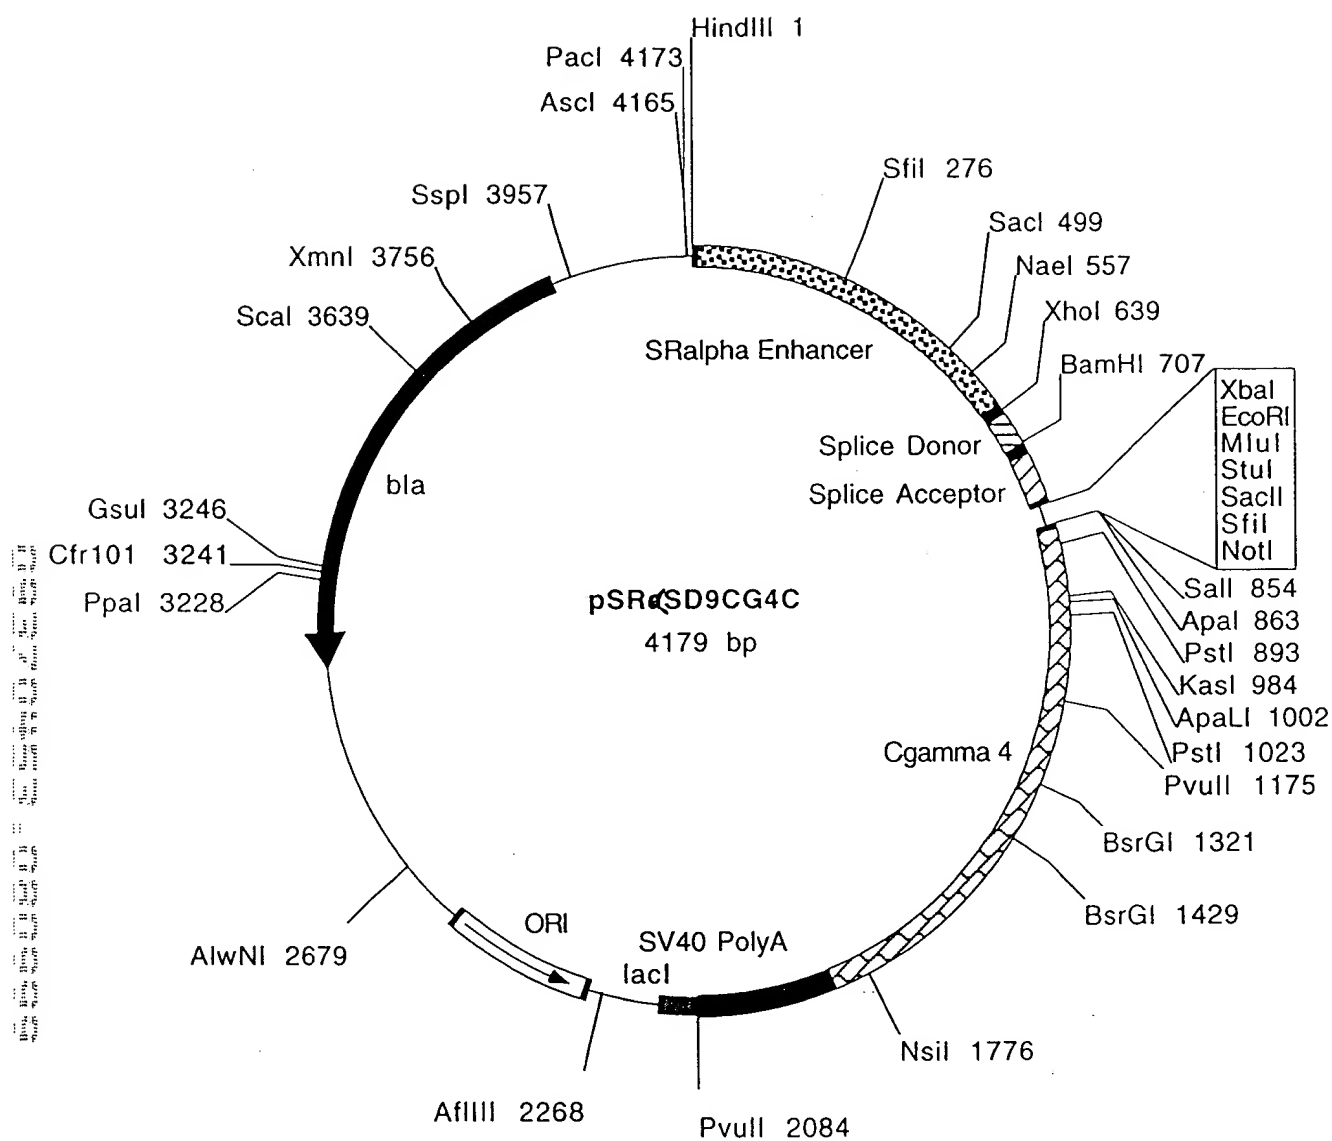 HindIII 1
PacI 4173
AscI 4165
SfiI 276
SspI 3957
SacI 499
XmnI 3756
NaeI 557
ScaI 3639
XhoI 639
SRalpha Enhancer
BamHI 707
XbaI
EcoRI
MluI
StuI
SacII
SfiI
NotI
Splice Donor
Splice Acceptor
bla
GsuI 3246
Cfr101 3241
PpaI 3228
SalI 854
ApaI 863
PstI 893
KasI 984
ApaLI 1002
PstI 1023
PvuII 1175
pSRαSD9CG4C
4179 bp
Cgamma 4
BsrGI 1321
BsrGI 1429
ORI
SV40 PolyA
lacI
AlwNI 2679
NsiI 1776
AflIII 2268
PvuII 2084